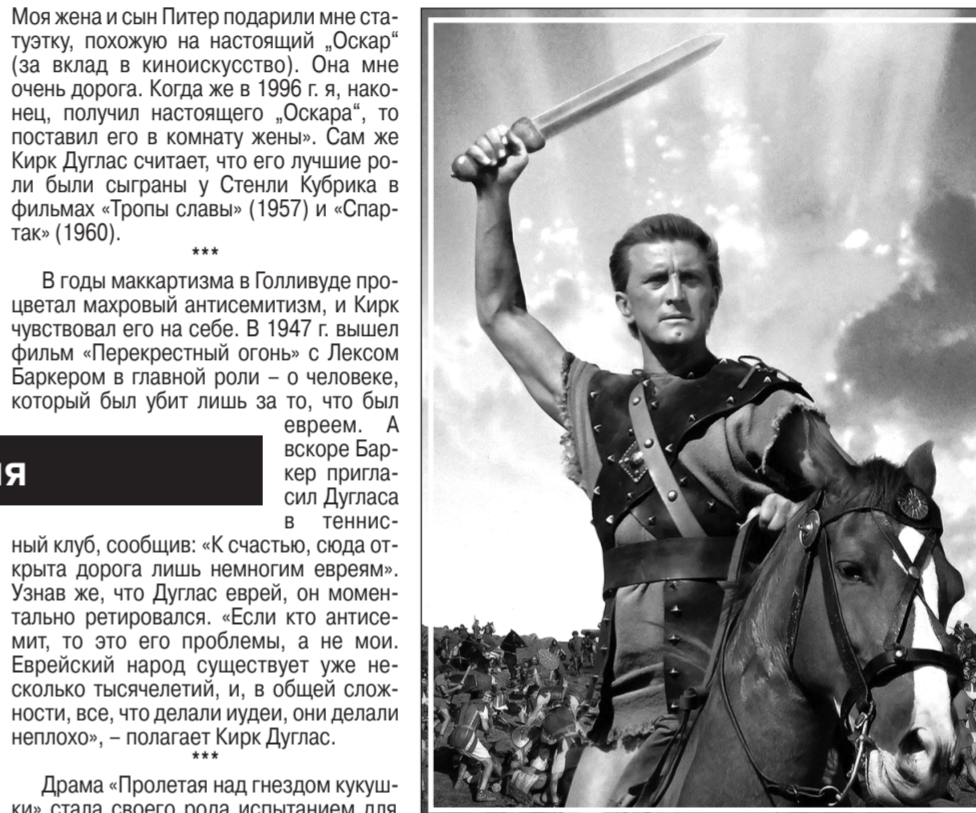 Моя жена и сын Питер подарили мне ста-
туэтку, похожую на настоящий „Оскар“
(за вклад в киноискусство). Она мне
очень дорога. Когда же в 1996 г. я, нако-
нец, получил настоящего „Оскара“, то
поставил его в комнату жены». Сам же
Кирк Дуглас считает, что его лучшие ро-
ли были сыграны у Стенли Кубрика в
фильмах «Тропы славы» (1957) и «Спар-
так» (1960).
***
В годы маккартизма в Голливуде про-
цветал махровый антисемитизм, и Кирк
чувствовал его на себе. В 1947 г. вышел
фильм «Перекрестный огонь» с Лексом
Баркером в главной роли – о человеке,
который был убит лишь за то, что был
евреем. А
вскоре Бар-
кер пригла-
сил Дугласа
в теннис-
ный клуб, сообщив: «К счастью, сюда от-
крыта дорога лишь немногим евреям».
Узнав же, что Дуглас еврей, он момен-
тально ретировался. «Если кто антисе-
мит, то это его проблемы, а не мои.
Еврейский народ существует уже не-
сколько тысячелетий, и, в общей слож-
ности, все, что делали иудеи, они делали
неплохо», – полагает Кирк Дуглас.
***
Драма «Пролетая над гнездом кукуш-
ки» стала своего рода испытанием для